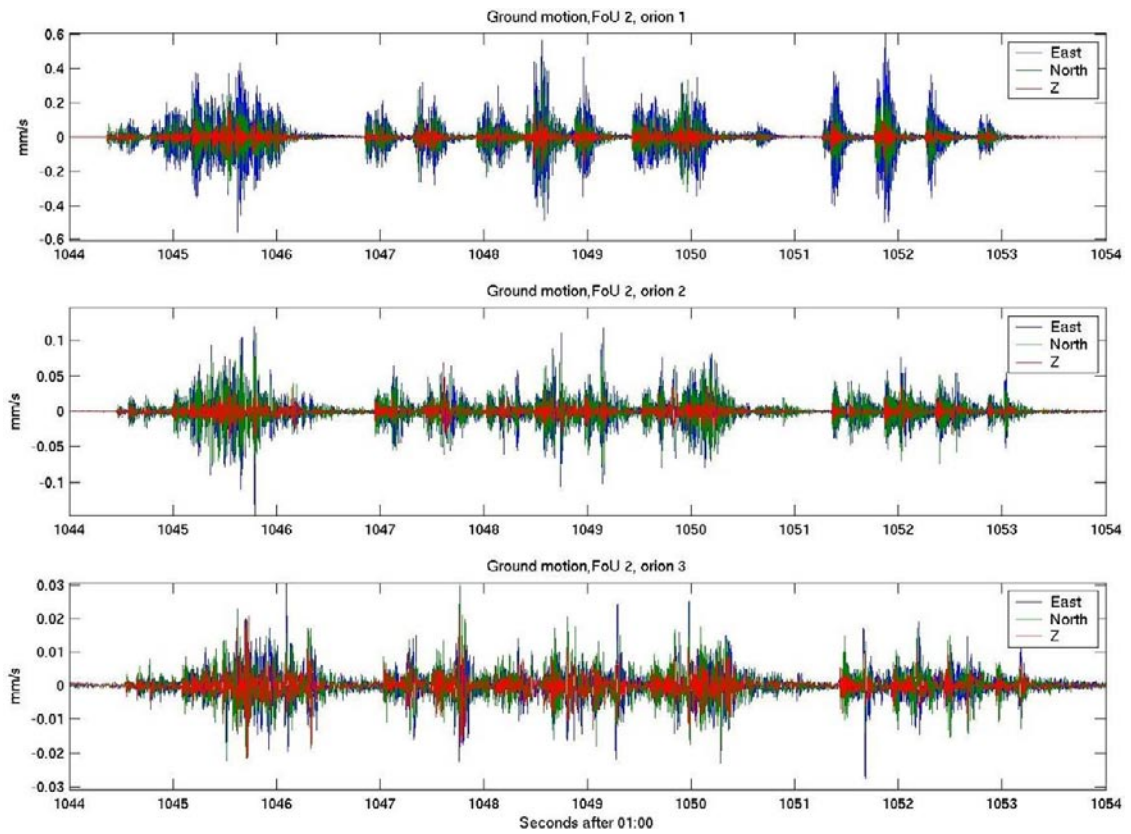 Ground motion,FoU 2, orion 1
0.6
0.4
0.2
0
-0.2
-0.4
-0.6
mm/s
East
North
Z
1044 1045 1046 1047 1048 1049 1050 1051 1052 1053 1054
Ground motion,FoU 2, orion 2
0.1
0.05
0
-0.05
-0.1
mm/s
East
North
Z
1044 1045 1046 1047 1048 1049 1050 1051 1052 1053 1054
Ground motion,FoU 2, orion 3
0.03
0.02
0.01
0
-0.01
-0.02
-0.03
mm/s
East
North
Z
1044 1045 1046 1047 1048 1049 1050 1051 1052 1053 1054
Seconds after 01:00